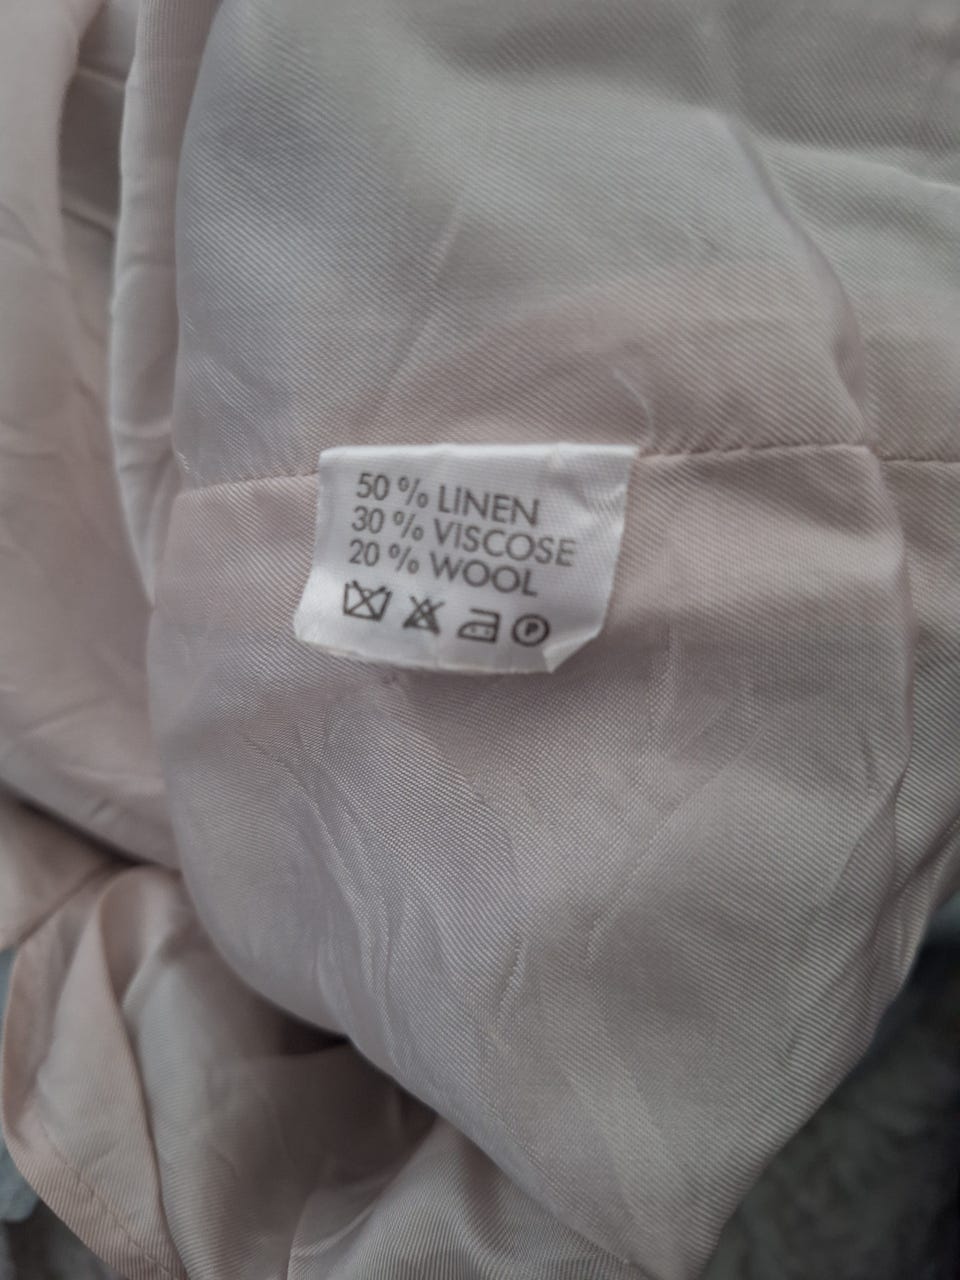 50 % LINEN
30 % VISCOSE
20 % WOOL
P